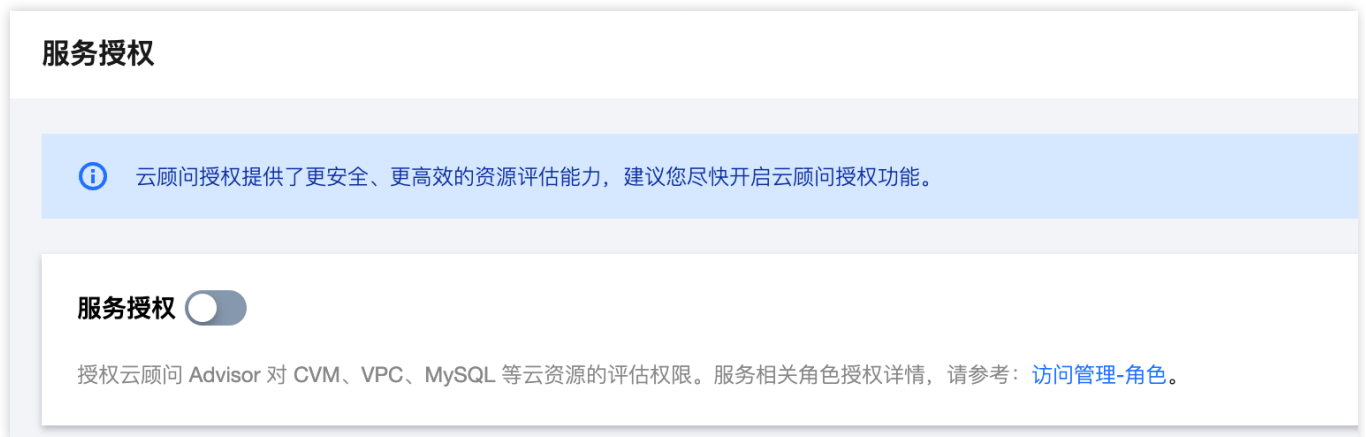 服务授权
云顾问授权提供了更安全、更高效的资源评估能力，建议您尽快开启云顾问授权功能。
服务授权
授权云顾问 Advisor 对 CVM、VPC、MySQL 等云资源的评估权限。服务相关角色授权详情，请参考：访问管理-角色。